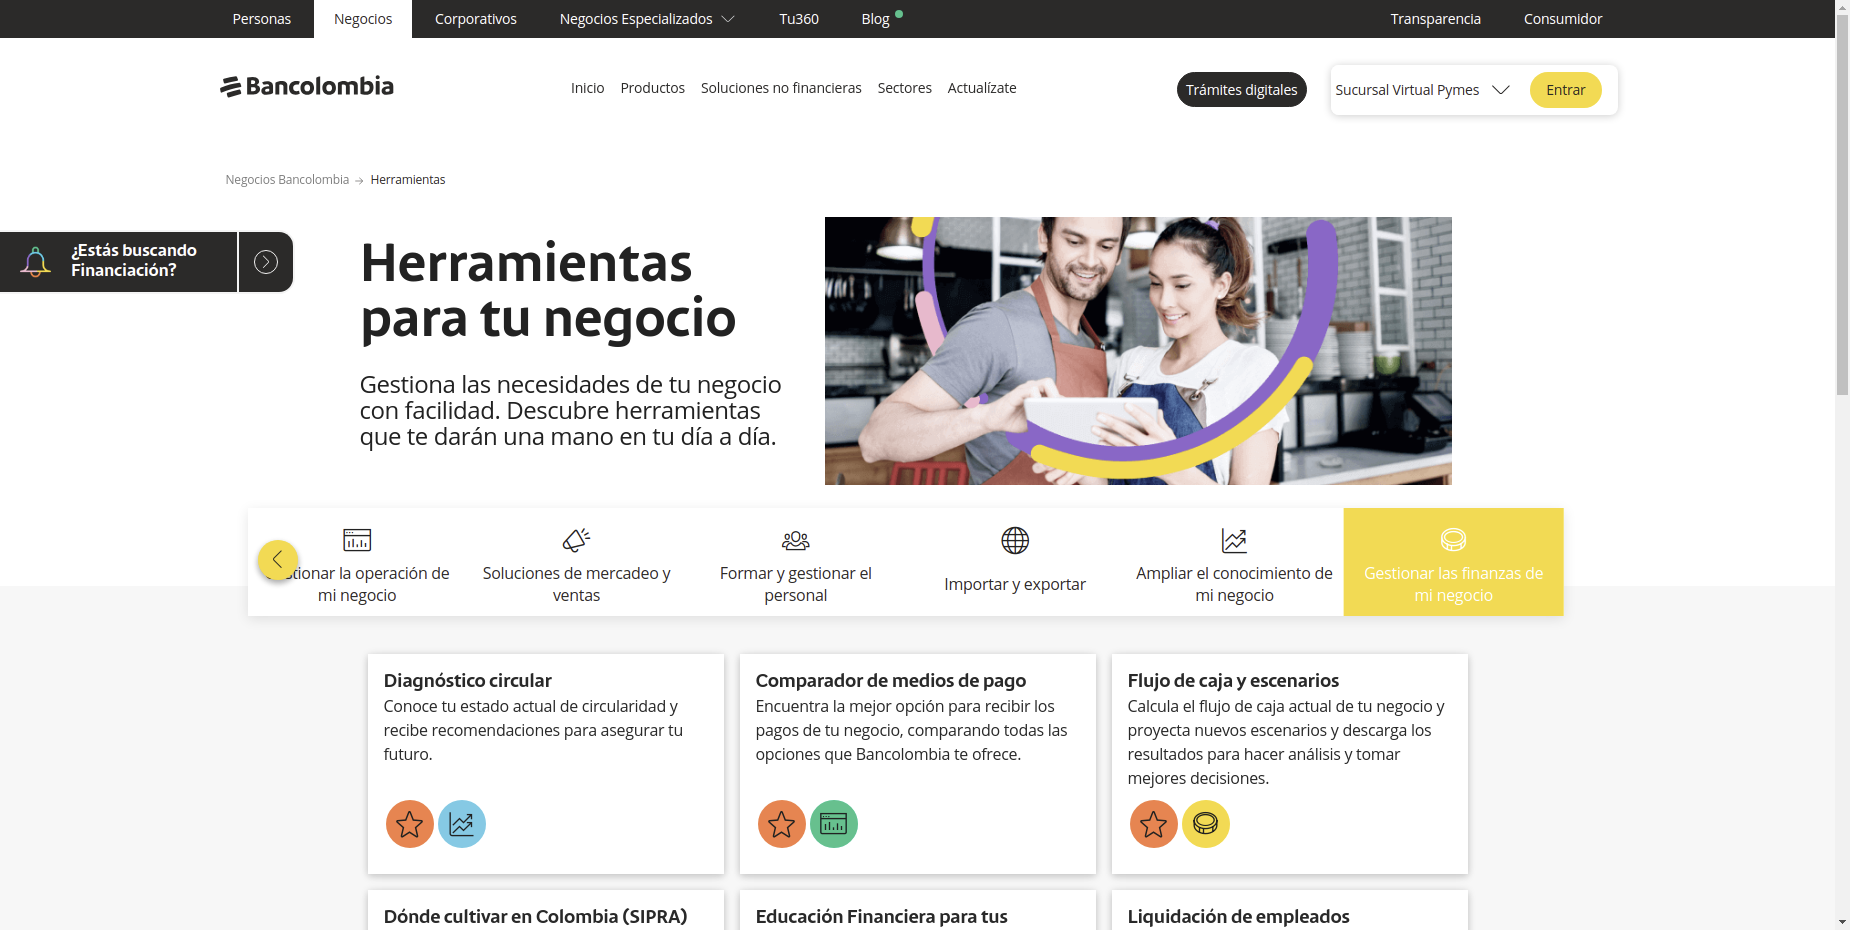 Personas Negocios Corporativos Negocios Especializados Tu360 Blog Transparencia Consumidor
Bancolombia Inicio Productos Soluciones no financieras Sectores Actualízate Trámites digitales Sucursal Virtual Pymes Entrar
Negocios Bancolombia → Herramientas
¿Estás buscando
Financiación?
Herramientas
para tu negocio
Gestiona las necesidades de tu negocio
con facilidad. Descubre herramientas
que te darán una mano en tu día a día.
tionar la operación de
mi negocio
Soluciones de mercadeo y
ventas
Formar y gestionar el
personal
Importar y exportar
Ampliar el conocimiento de
mi negocio
Gestionar las finanzas de
mi negocio
Diagnóstico circular
Conoce tu estado actual de circularidad y
recibe recomendaciones para asegurar tu
futuro.
Comparador de medios de pago
Encuentra la mejor opción para recibir los
pagos de tu negocio, comparando todas las
opciones que Bancolombia te ofrece.
Flujo de caja y escenarios
Calcula el flujo de caja actual de tu negocio y
proyecta nuevos escenarios y descarga los
resultados para hacer análisis y tomar
mejores decisiones.
Dónde cultivar en Colombia (SIPRA)
Educación Financiera para tus
Liquidación de empleados